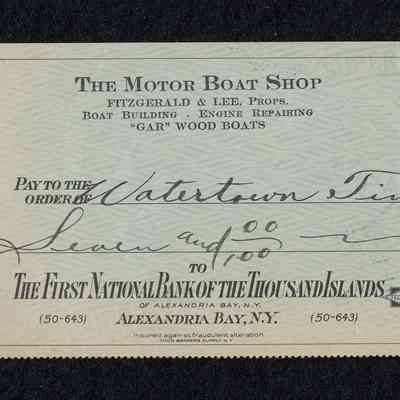 THE MOTOR BOAT SHOP
FITZGERALD & LEE, PROPS.
BOAT BUILDING - ENGINE REPAIRING
"GAR" WOOD BOATS
PAY TO THE
ORDER OF Watertown
Seven and 00/100
TO
THE FIRST NATIONAL BANK OF THE THOUSAND ISLANDS
OF ALEXANDRIA BAY, N.Y.
(50-643) ALEXANDRIA BAY, N.Y. (50-643)
Insured against fraudulent alteration